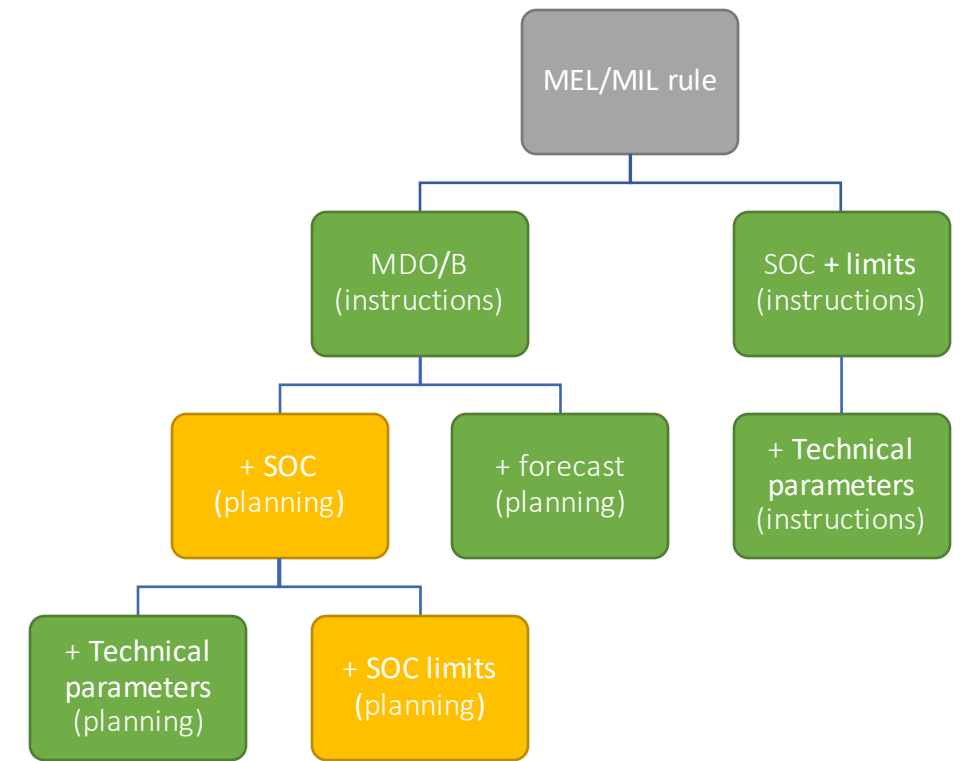 MEL/MIL rule
MDO/B
(instructions)
SOC + limits
(instructions)
+ SOC
(planning)
+ forecast
(planning)
+ Technical
parameters
(instructions)
+ Technical
parameters
(planning)
+ SOC limits
(planning)